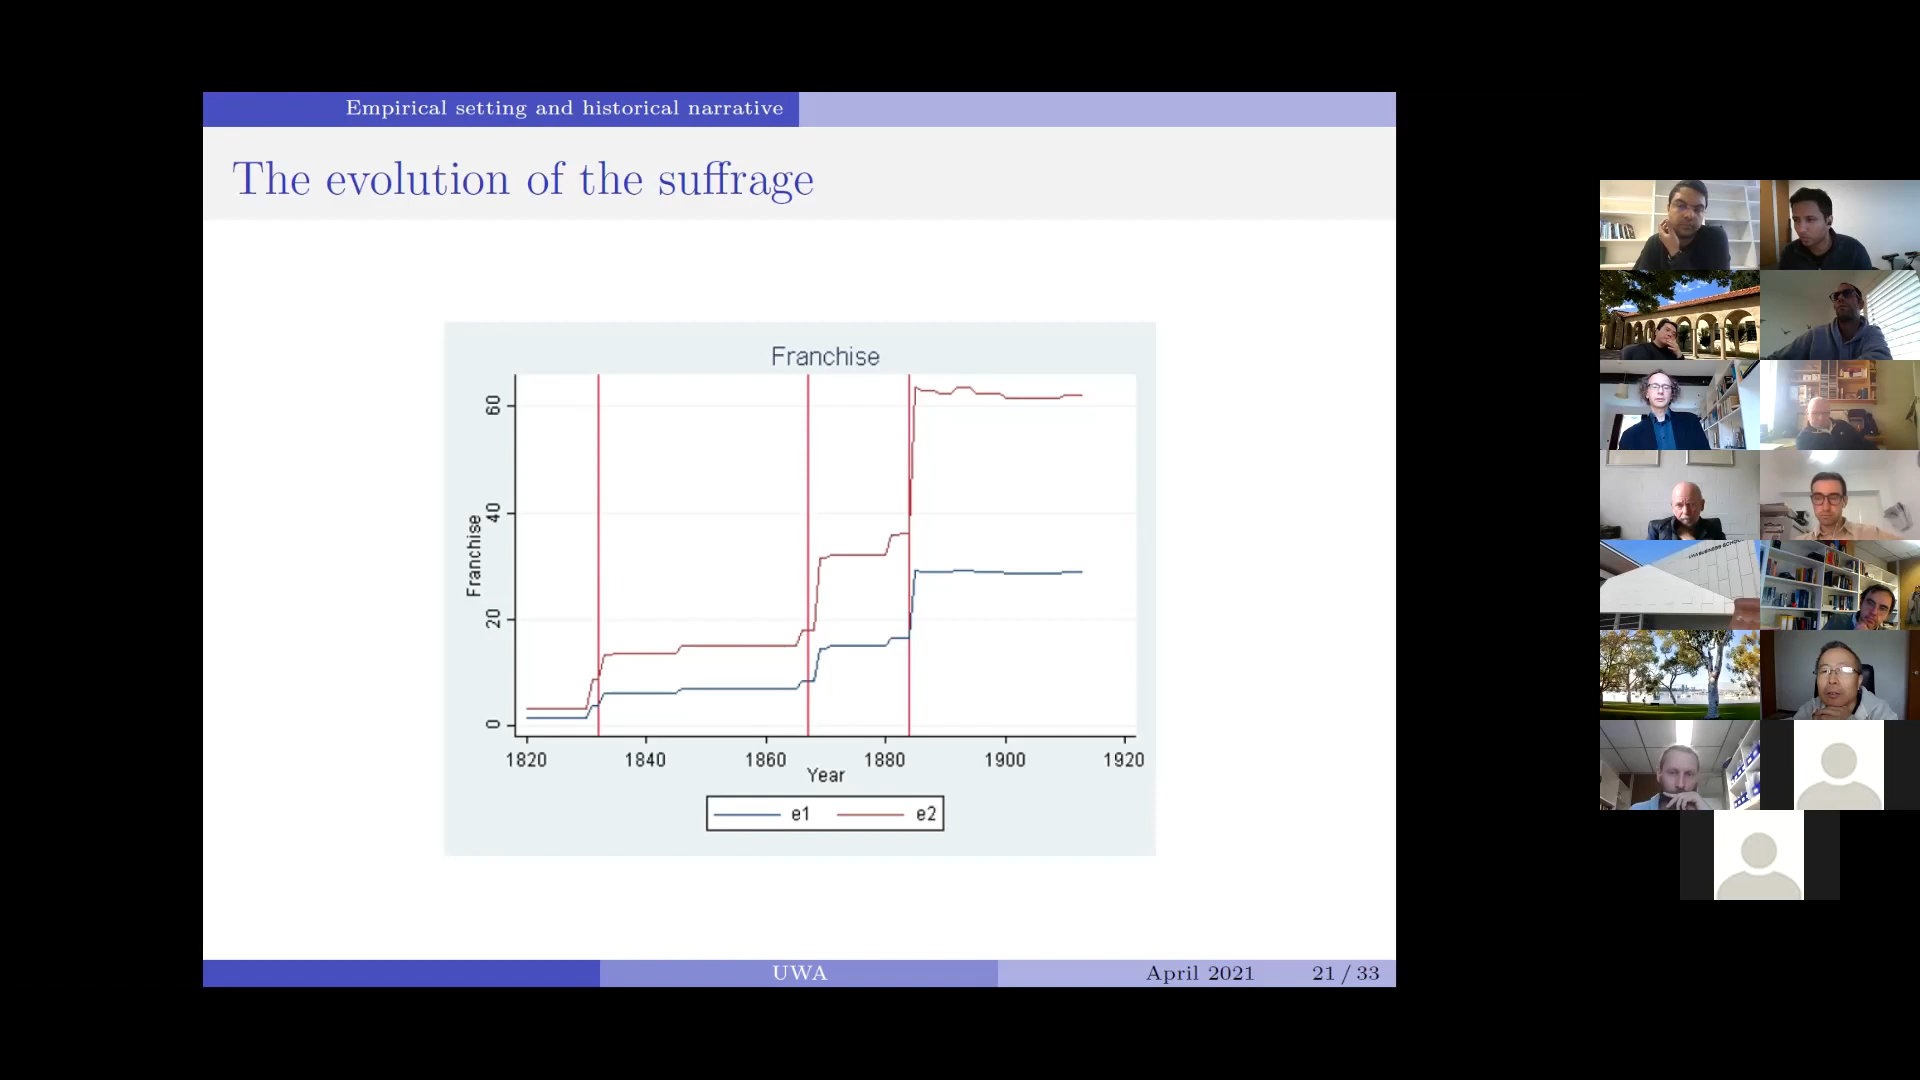 Empirical setting and historical narrative
The evolution of the suffrage
Franchise
Franchise
60
40
20
0
1820 1840 1860 1880 1900 1920
Year
e1 e2
UWA April 2021 21 / 33